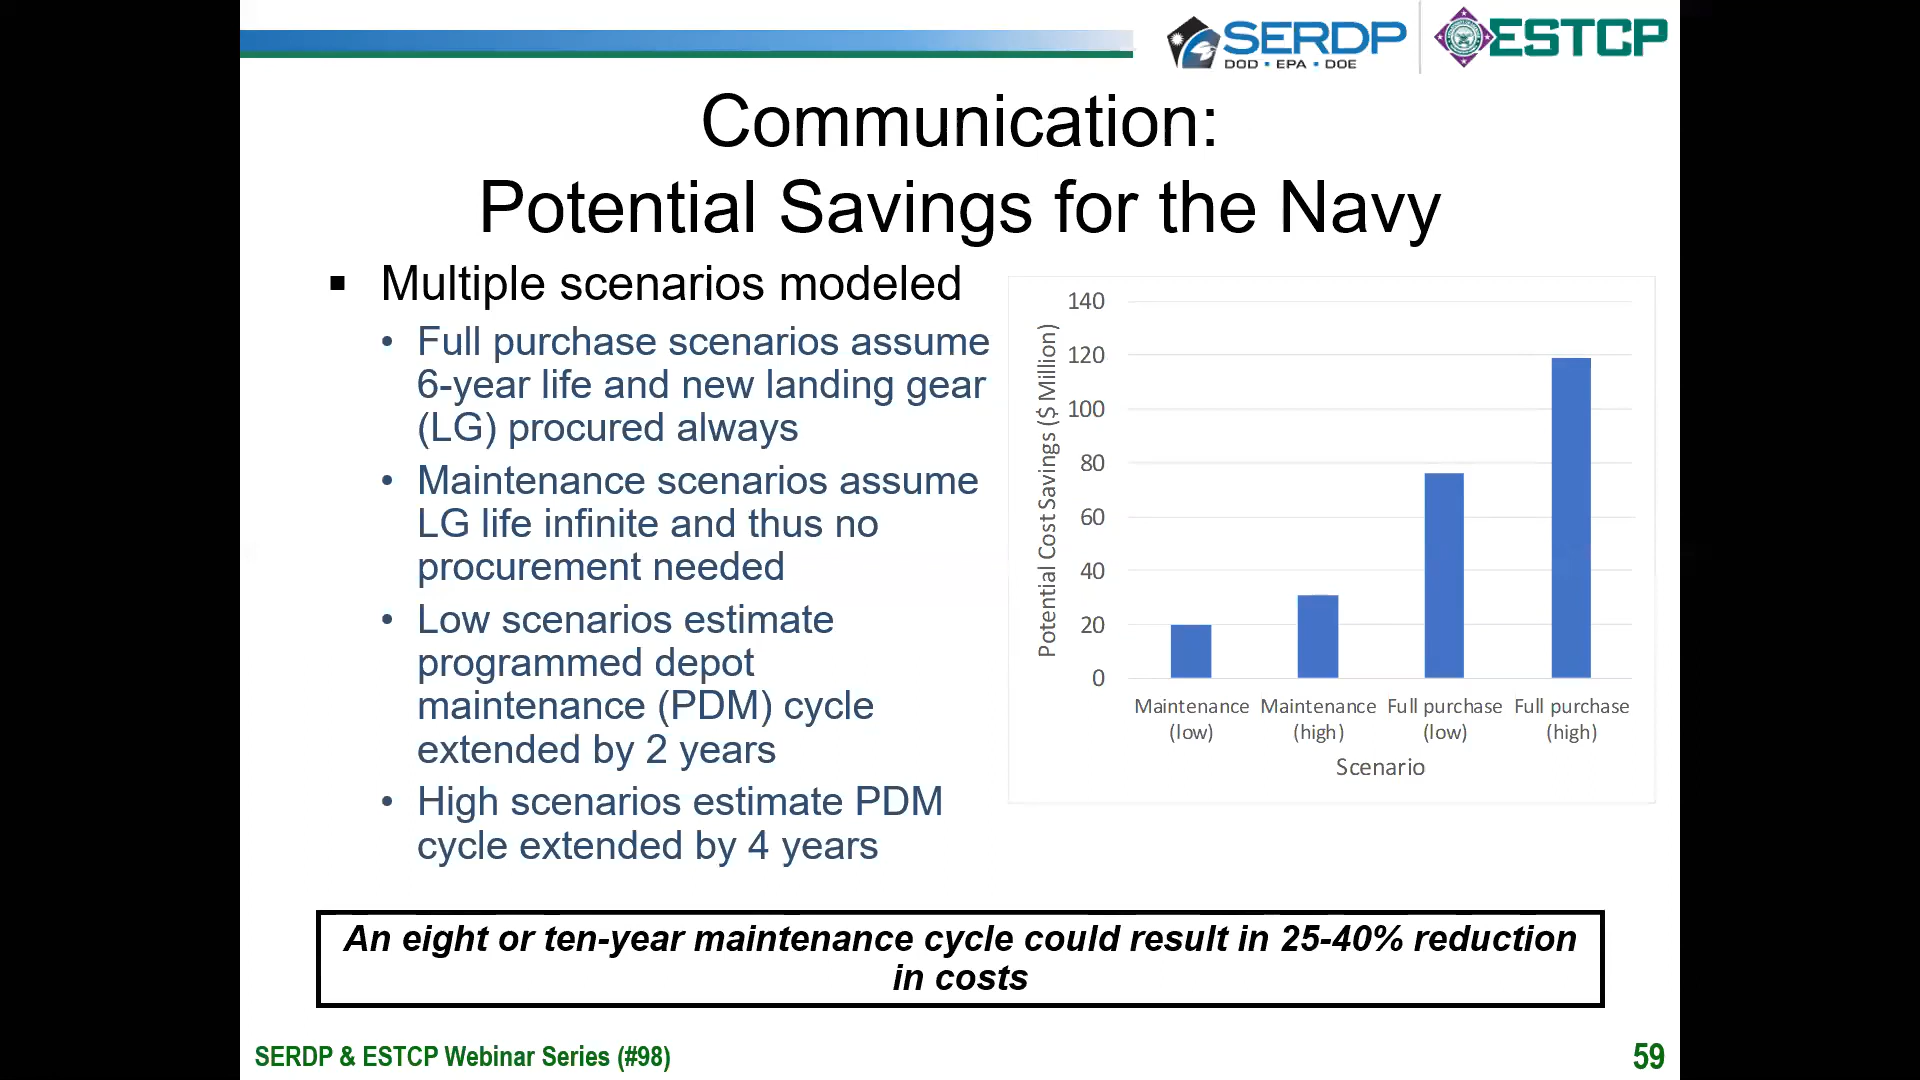 SERDP
DOD • EPA • DOE
ESTCP
Communication:
Potential Savings for the Navy
▪ Multiple scenarios modeled
• Full purchase scenarios assume
6-year life and new landing gear
(LG) procured always
• Maintenance scenarios assume
LG life infinite and thus no
procurement needed
• Low scenarios estimate
programmed depot
maintenance (PDM) cycle
extended by 2 years
• High scenarios estimate PDM
cycle extended by 4 years
Potential Cost Savings ($ Million)
140
120
100
80
60
40
20
0
Maintenance (low)
Maintenance (high)
Full purchase (low)
Full purchase (high)
Scenario
An eight or ten-year maintenance cycle could result in 25-40% reduction
in costs
SERDP & ESTCP Webinar Series (#98)
59